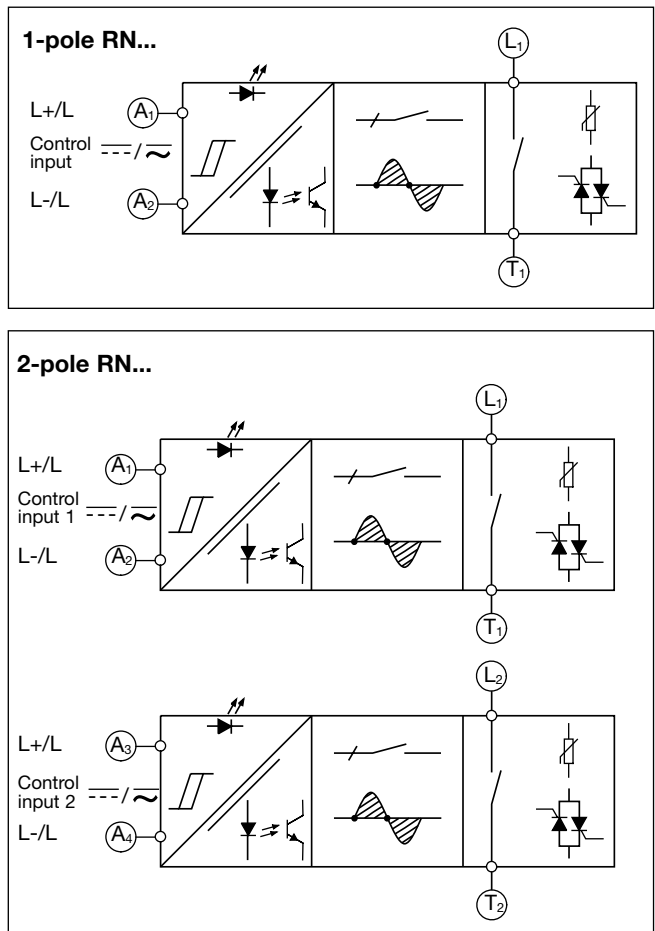 1-pole RN...
L₁
L+/L A₁
Control
input /
L-/L A₂
T₁
2-pole RN...
L₁
L+/L A₁
Control
input 1 /
L-/L A₂
T₁
L₂
L+/L A₃
Control
input 2 /
L-/L A₄
T₂